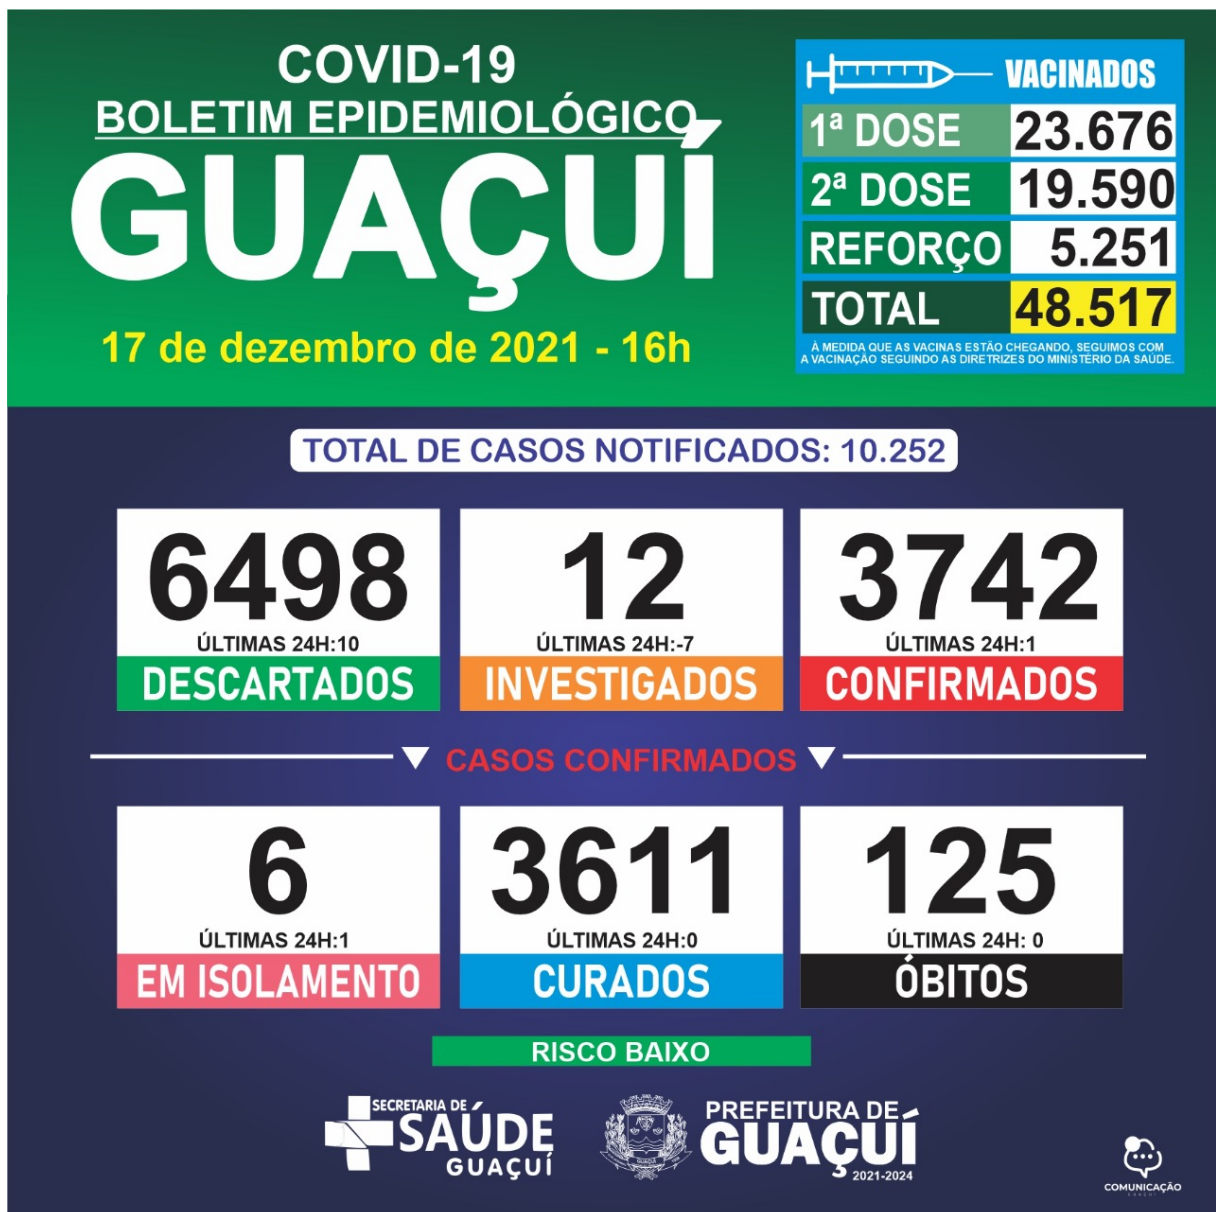 COVID-19
BOLETIM EPIDEMIOLÓGICO
GUAÇUÍ
17 de dezembro de 2021 - 16h
VACINADOS
1ª DOSE 23.676
2ª DOSE 19.590
REFORÇO 5.251
TOTAL 48.517
À MEDIDA QUE AS VACINAS ESTÃO CHEGANDO, SEGUIMOS COM
A VACINAÇÃO SEGUINDO AS DIRETRIZES DO MINISTÉRIO DA SAÚDE.
TOTAL DE CASOS NOTIFICADOS: 10.252
6498
ÚLTIMAS 24H:10
DESCARTADOS
12
ÚLTIMAS 24H:-7
INVESTIGADOS
3742
ÚLTIMAS 24H:1
CONFIRMADOS
CASOS CONFIRMADOS
6
ÚLTIMAS 24H:1
EM ISOLAMENTO
3611
ÚLTIMAS 24H:0
CURADOS
125
ÚLTIMAS 24H: 0
ÓBITOS
RISCO BAIXO
SECRETARIA DE
SAÚDE
GUAÇUÍ
GUAÇUÍ
PREFEITURA DE
GUAÇUÍ
2021-2024
COMUNICAÇÃO
GUAÇUÍ